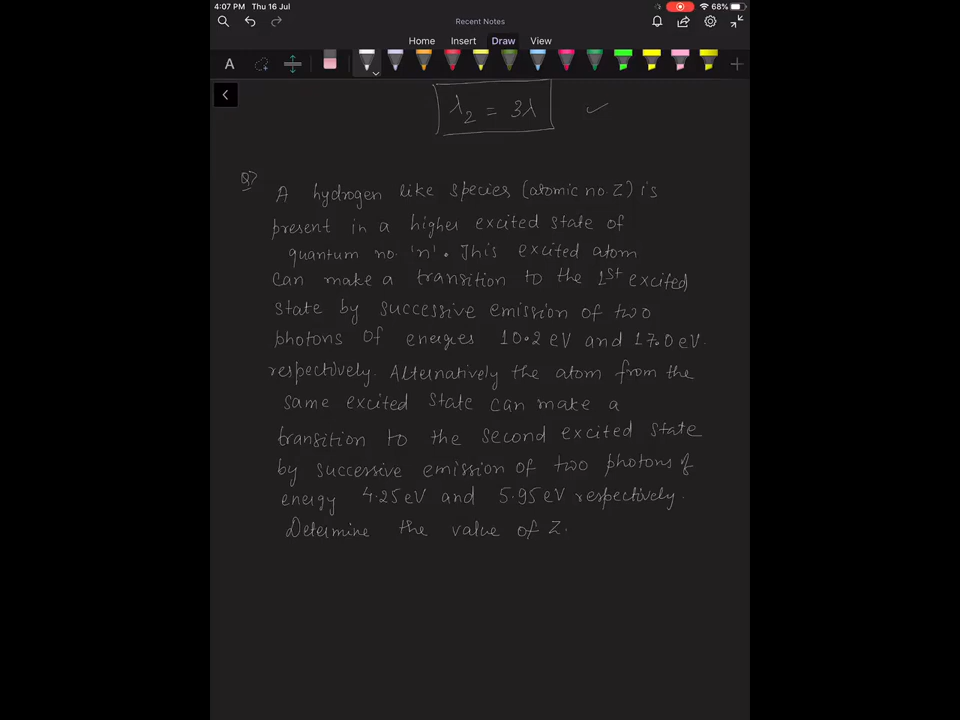 4:07 PM Thu 16 Jul
68%
Recent Notes
Home Insert Draw View
A
λ2 = 3λ
Q7
A hydrogen like species (atomic no. Z) is
present in a higher excited state of
quantum no. 'n'. This excited atom
can make a transition to the 1st excited
state by successive emission of two
photons of energies 10.2 eV and 17.0 eV.
respectively. Alternatively the atom from the
same excited state can make a
transition to the second excited state
by successive emission of two photons of
energy 4.25 eV and 5.95 eV respectively.
Determine the value of Z.